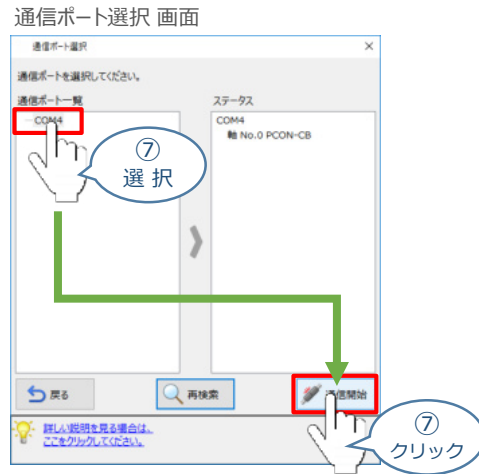 通信ポート選択 画面
通信ポート選択
通信ポートを選択してください。
通信ポート一覧
ステータス
COM4
COM4
軸 No.0 PCON-CB
⑦
選 択
戻る
再検索
通信開始
詳しい説明を見る場合は、
ここをクリックしてください。
⑦
クリック